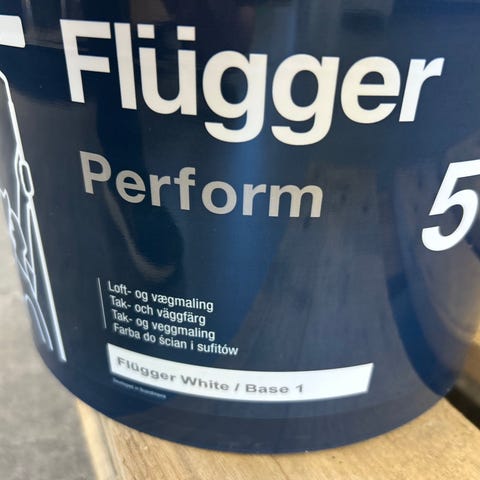 Flügger
Perform
5
Loft- og vægmaling
Tak- och väggfärg
Tak- og veggmaling
Farba do ścian i sufitów
Flügger White / Base 1